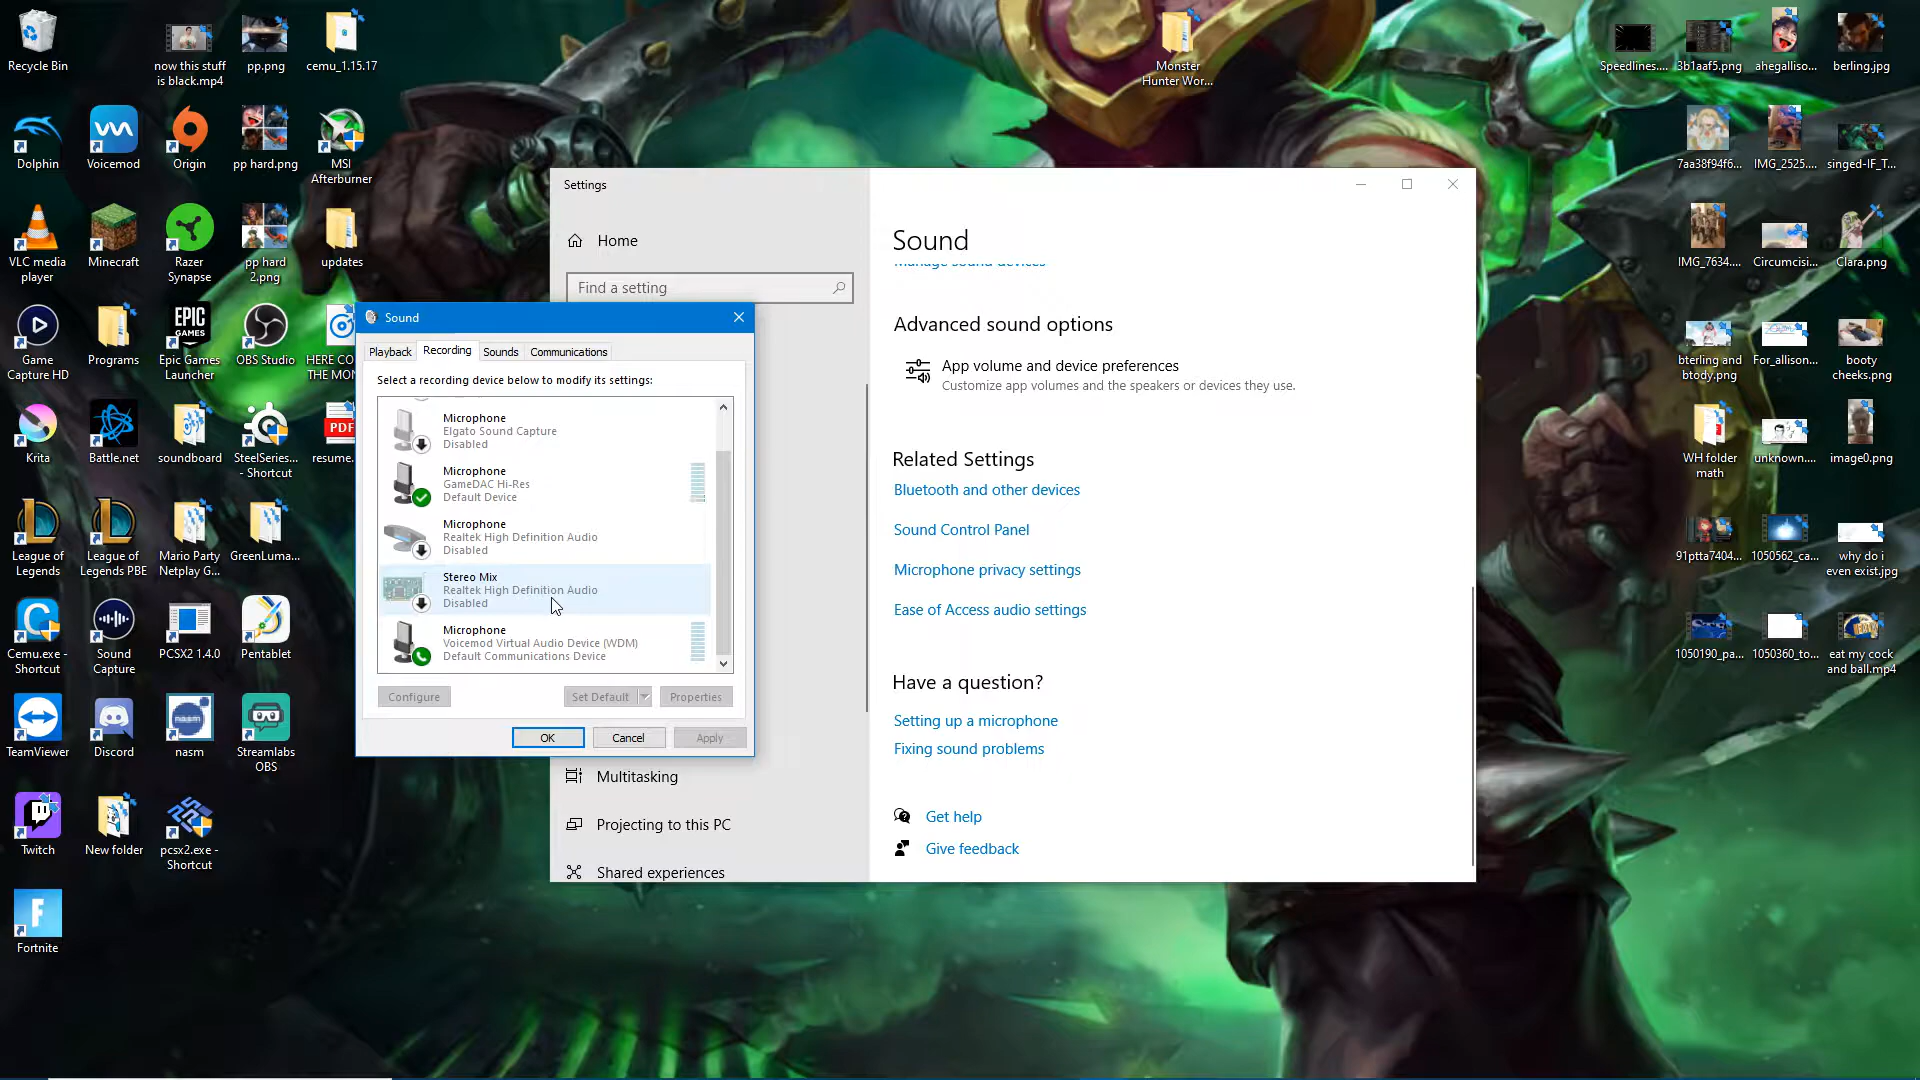 Recycle Bin
now this stuff
is black.mp4
pp.png
cemu_1.15.17
Monster
Hunter Wor...
Speedlines....
3b1aaf5.png
ahegalliso...
berling.jpg
Dolphin
Voicemod
Origin
pp hard.png
MSI
Afterburner
7aa38f94f6...
IMG_2525....
singed-IF_T...
VLC media
player
Minecraft
Razer
Synapse
pp hard
2.png
updates
IMG_7634....
Circumcisi...
Clara.png
Game
Capture HD
Programs
EPIC
GAMES
Epic Games
Launcher
OBS Studio
HERE CO
THE MON
bterling and
btody.png
For_allison...
booty
cheeks.png
Krita
Battle.net
soundboard
SteelSeries...
- Shortcut
PDF
resume.
WH folder
math
unknown....
image0.png
League of
Legends
League of
Legends PBE
Mario Party
Netplay G...
GreenLuma...
91ptta7404...
1050562_ca...
why do i
even exist.jpg
Cemu.exe -
Shortcut
Sound
Capture
PCSX2 1.4.0
Pentablet
1050190_pa...
1050360_to...
eat my cock
and ball.mp4
TeamViewer
Discord
nasm
nasm
Streamlabs
OBS
Twitch
New folder
pcsx2.exe -
Shortcut
Fortnite
Settings
Home
Find a setting
Multitasking
Projecting to this PC
Shared experiences
Sound
Manage sound devices
Advanced sound options
App volume and device preferences
Customize app volumes and the speakers or devices they use.
Related Settings
Bluetooth and other devices
Sound Control Panel
Microphone privacy settings
Ease of Access audio settings
Have a question?
Setting up a microphone
Fixing sound problems
Get help
Give feedback
Sound
Playback
Recording
Sounds
Communications
Select a recording device below to modify its settings:
Microphone
Elgato Sound Capture
Disabled
Microphone
GameDAC Hi-Res
Default Device
Microphone
Realtek High Definition Audio
Disabled
Stereo Mix
Realtek High Definition Audio
Disabled
Microphone
Voicemod Virtual Audio Device (WDM)
Default Communications Device
Configure
Set Default
Properties
OK
Cancel
Apply